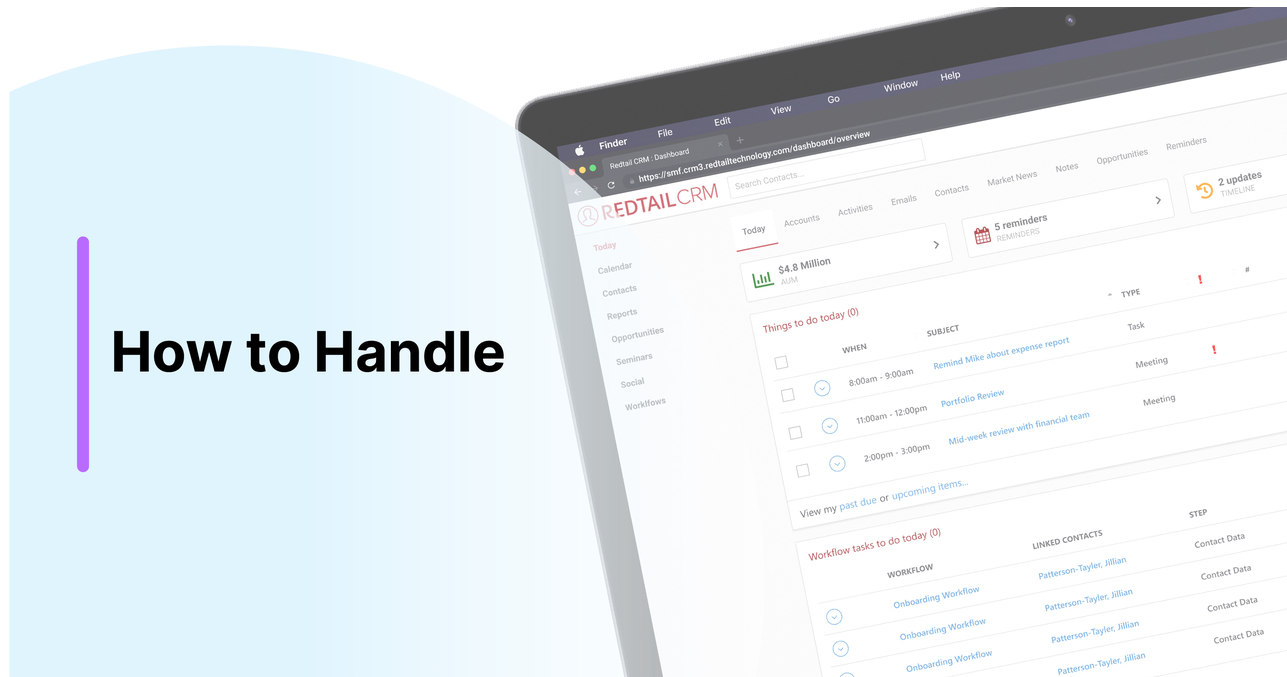 How to Handle
Finder File Edit View Go Window Help
Redtail CRM : Dashboard
https://smf.crm3.redtailtechnology.com/dashboard/overview
REDTAIL CRM
Search Contacts...
Today
Calendar
Contacts
Reports
Opportunities
Seminars
Social
Worklfows
Today Accounts Activities Emails Contacts Market News Notes Opportunities Reminders
$4.8 Million
AUM
5 reminders
REMINDERS
2 updates
TIMELINE
Things to do today (0)
WHEN SUBJECT TYPE ! #
8:00am - 9:00am Remind Mike about expense report Task
11:00am - 12:00pm Portfolio Review Meeting !
2:00pm - 3:00pm Mid-week review with financial team Meeting
View my past due or upcoming items...
Workflow tasks to do today (0)
WORKFLOW LINKED CONTACTS STEP
Onboarding Workflow Patterson-Tayler, Jillian Contact Data
Onboarding Workflow Patterson-Tayler, Jillian Contact Data
Onboarding Workflow Patterson-Tayler, Jillian Contact Data
Patterson-Tayler, Jillian Contact Data